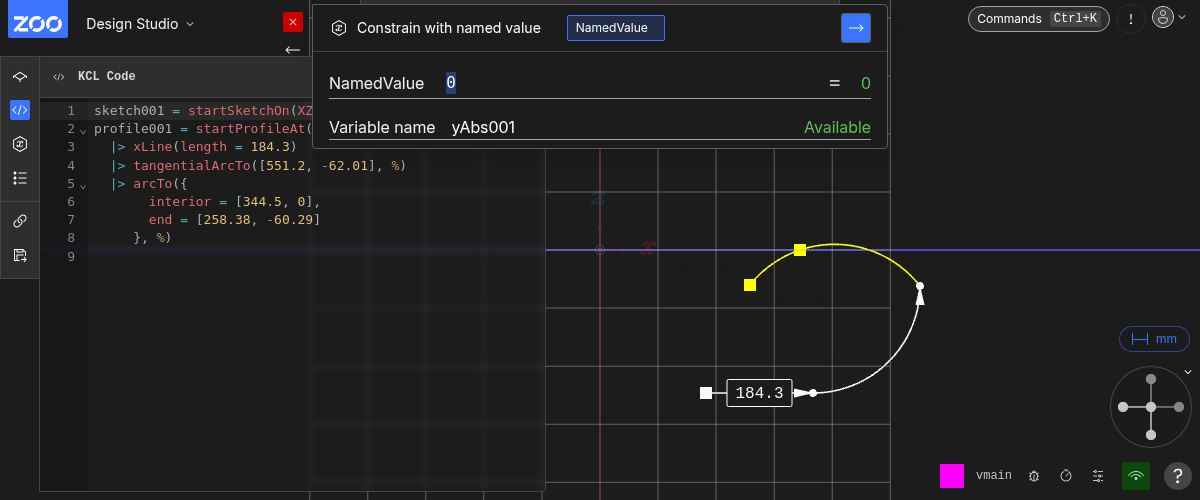 ZOO
Design Studio
Constrain with named value
NamedValue
NamedValue 0 = 0
Variable name yAbs001 Available
Commands Ctrl+K
!
KCL Code
1 sketch001 = startSketchOn(XZ
2 profile001 = startProfileAt(
3 |> xLine(length = 184.3)
4 |> tangentialArcTo([551.2, -62.01], %)
5 |> arcTo({
6 interior = [344.5, 0],
7 end = [258.38, -60.29]
8 }, %)
9
z
x
184.3
mm
vmain
?